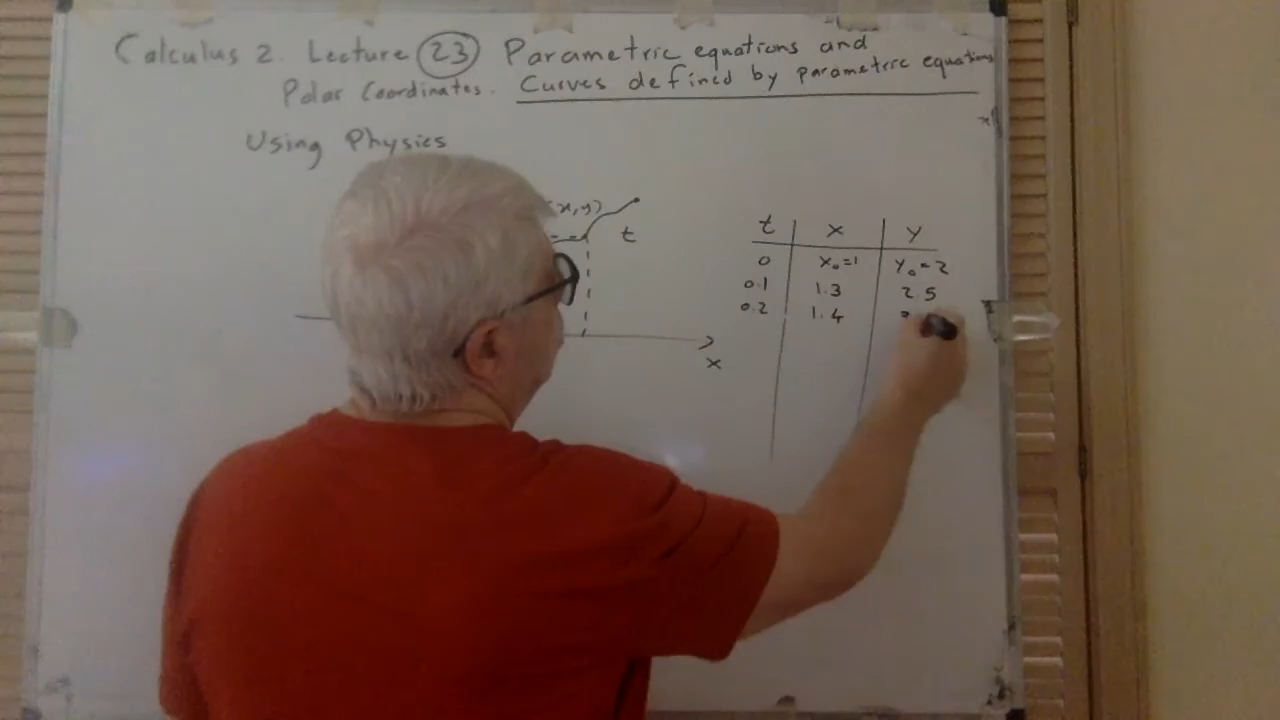 Calculus 2. Lecture 23 Parametric equations and
Polar Coordinates. Curves defined by parametric equations
Using Physics
(x,y)
t
x
t x y
0 x₀=1 y₀=2
0.1 1.3 2.5
0.2 1.4